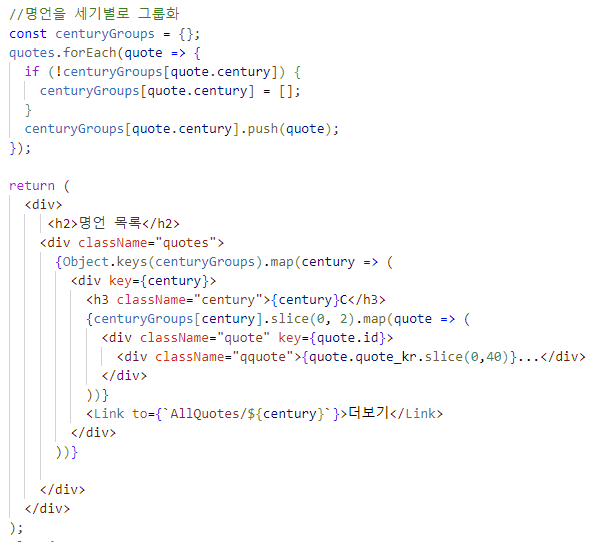 //명언을 세기별로 그룹화
const centuryGroups = {};
quotes.forEach(quote => {
  if (!centuryGroups[quote.century]) {
    centuryGroups[quote.century] = [];
  }
  centuryGroups[quote.century].push(quote);
});

return (
  <div>
     <h2>명언 목록</h2>
    <div className="quotes">
      {Object.keys(centuryGroups).map(century => (
        <div key={century}>
          <h3 className="century">{century}C</h3>
          {centuryGroups[century].slice(0, 2).map(quote => (
            <div className="quote" key={quote.id}>
              <div className="qquote">{quote.quote_kr.slice(0,40)}...</div>
            </div>
          ))}
          <Link to={`AllQuotes/${century}`}>더보기</Link>
        </div>
      ))}

    </div>
  </div>
);